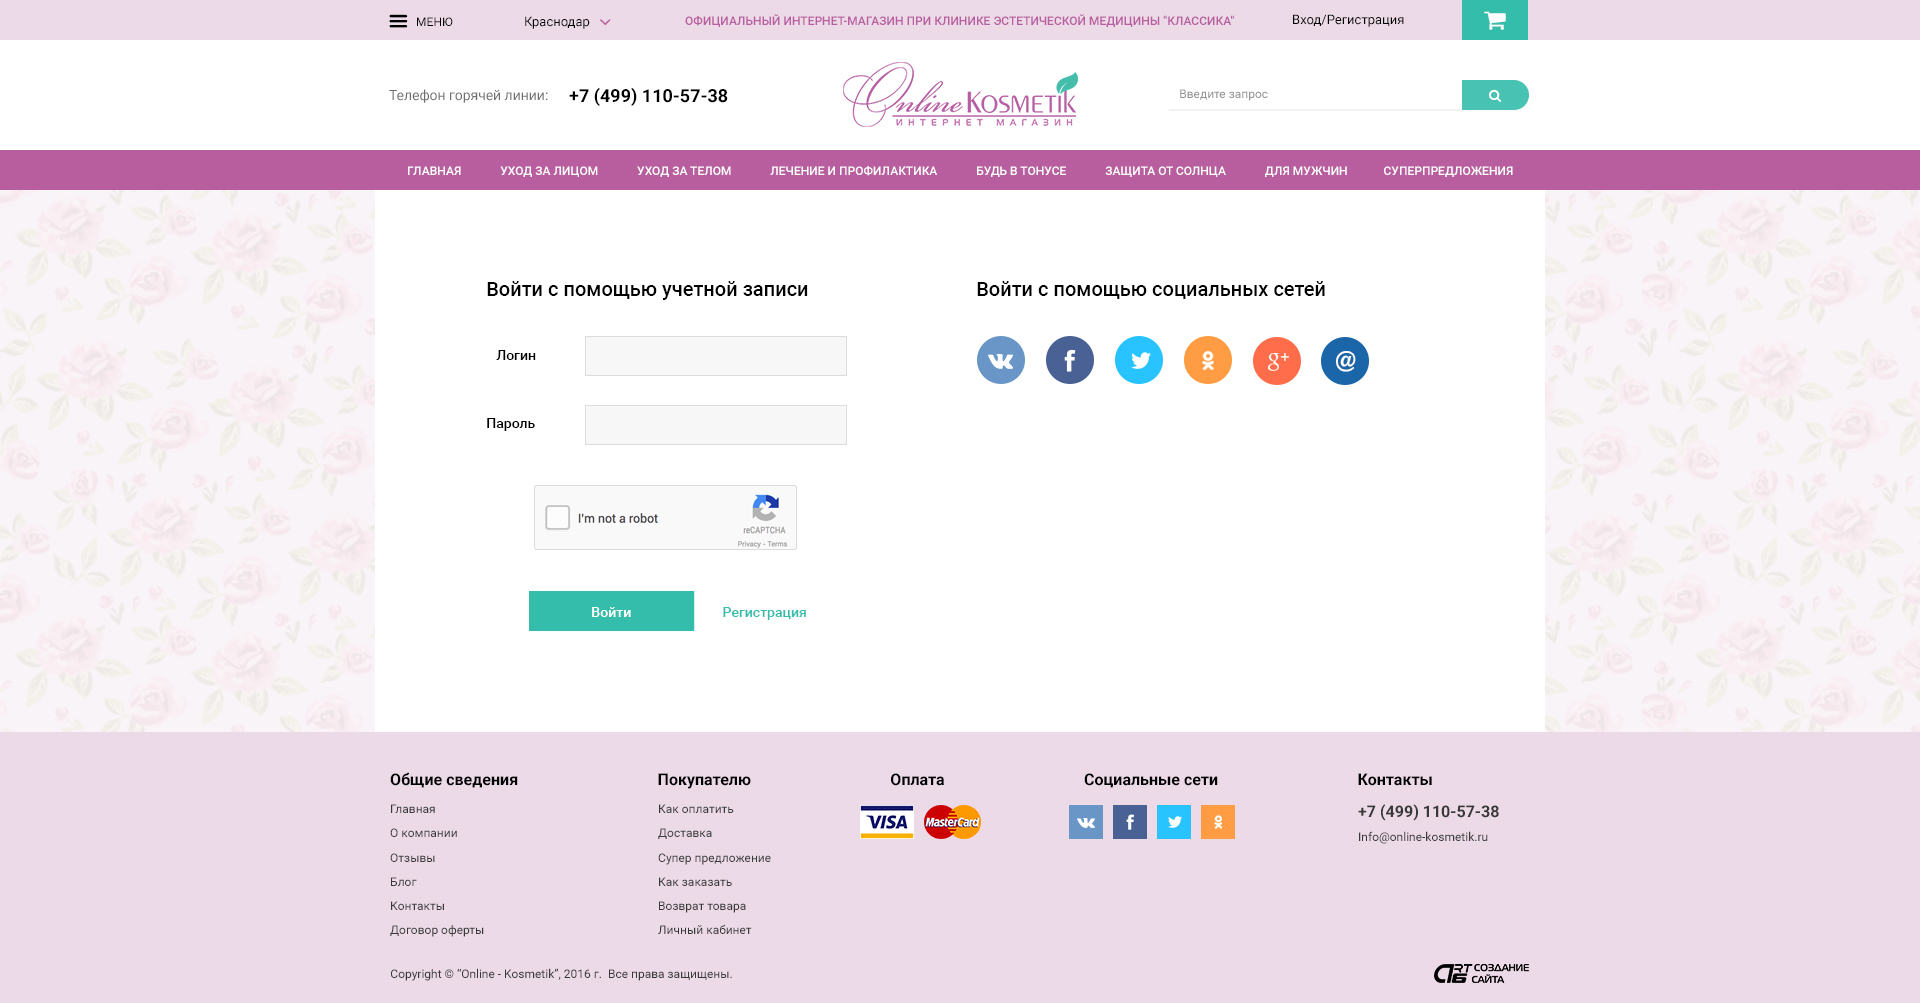 МЕНЮ
Краснодар
ОФИЦИАЛЬНЫЙ ИНТЕРНЕТ-МАГАЗИН ПРИ КЛИНИКЕ ЭСТЕТИЧЕСКОЙ МЕДИЦИНЫ "КЛАССИКА"
Вход/Регистрация
Телефон горячей линии: +7 (499) 110-57-38
Online KOSMETIK
ИНТЕРНЕТ МАГАЗИН
Введите запрос
ГЛАВНАЯ УХОД ЗА ЛИЦОМ УХОД ЗА ТЕЛОМ ЛЕЧЕНИЕ И ПРОФИЛАКТИКА БУДЬ В ТОНУСЕ ЗАЩИТА ОТ СОЛНЦА ДЛЯ МУЖЧИН СУПЕРПРЕДЛОЖЕНИЯ
Войти с помощью учетной записи
Логин
Пароль
I'm not a robot
reCAPTCHA
Privacy - Terms
Войти
Регистрация
Войти с помощью социальных сетей
Общие сведения
Главная
О компании
Отзывы
Блог
Контакты
Договор оферты
Покупателю
Как оплатить
Доставка
Супер предложение
Как заказать
Возврат товара
Личный кабинет
Оплата
VISA
MasterCard
Социальные сети
Контакты
+7 (499) 110-57-38
Info@online-kosmetik.ru
Copyright © “Online - Kosmetik”, 2016 г. Все права защищены.
СОЗДАНИЕ
САЙТА